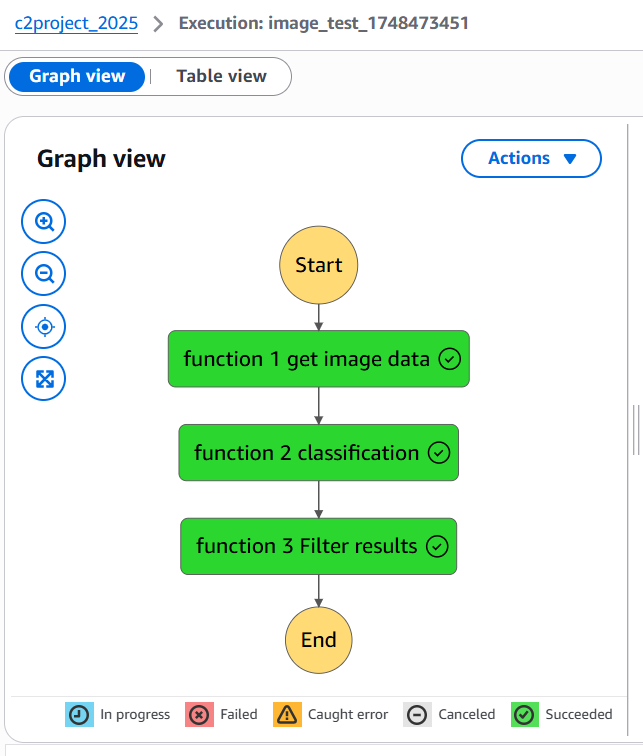 c2project_2025 > Execution: image_test_1748473451
Graph view | Table view
Graph view
Actions
Start
function 1 get image data
function 2 classification
function 3 Filter results
End
In progress Failed Caught error Canceled Succeeded